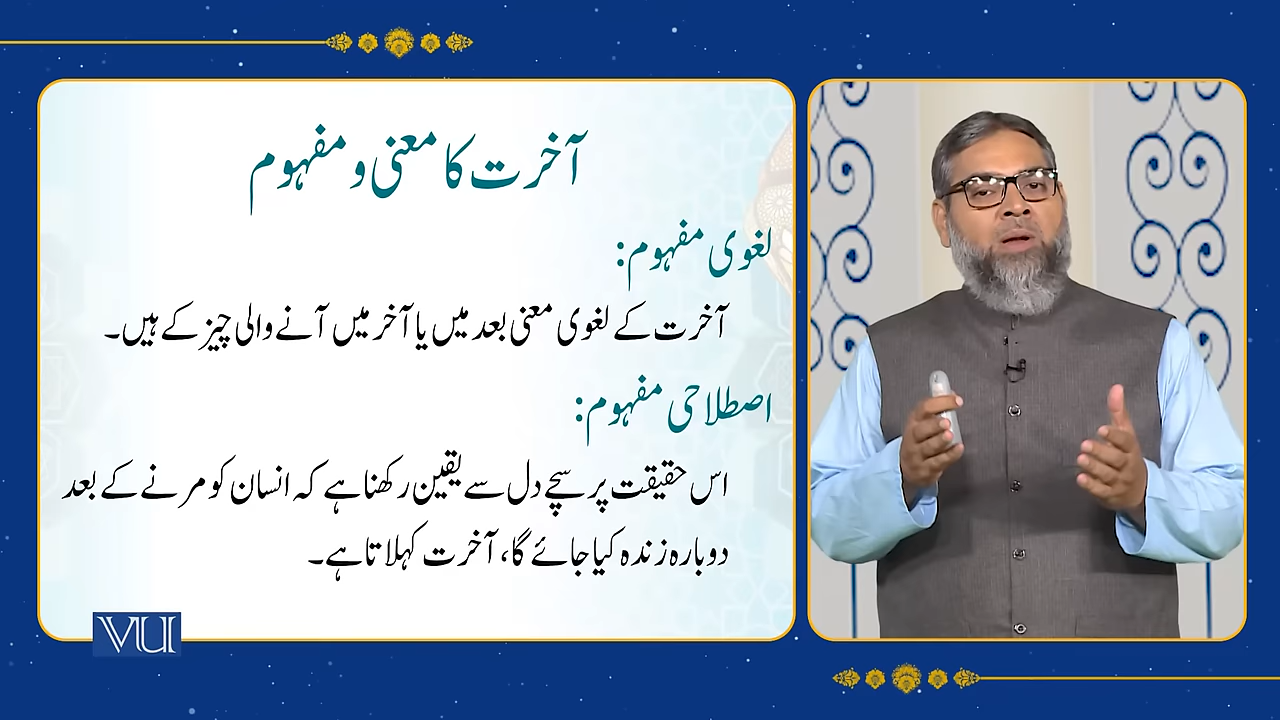 آخرت کا معنی و مفہوم
لغوی مفہوم:
آخرت کے لغوی معنی بعد میں یا آخر میں آنے والی چیز کے ہیں۔
اصطلاحی مفہوم:
اس حقیقت پر سچے دل سے یقین رکھنا ہے کہ انسان کو مرنے کے بعد
دوبارہ زندہ کیا جائے گا، آخرت کہلاتا ہے۔
VU